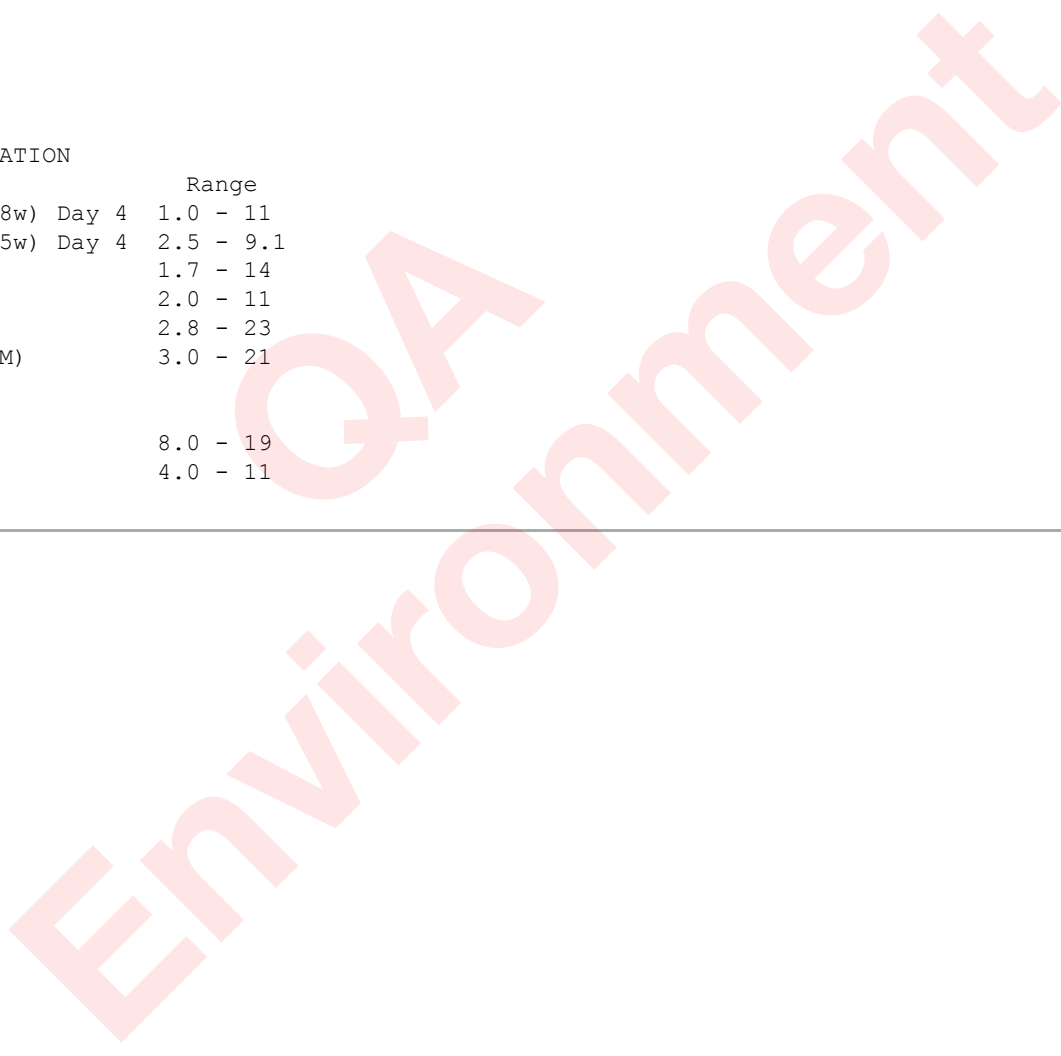 ATION
Range
8w) Day 4 1.0 - 11
5w) Day 4 2.5 - 9.1
1.7 - 14
2.0 - 11
2.8 - 23
M) 3.0 - 21
8.0 - 19
4.0 - 11
QA
Environment